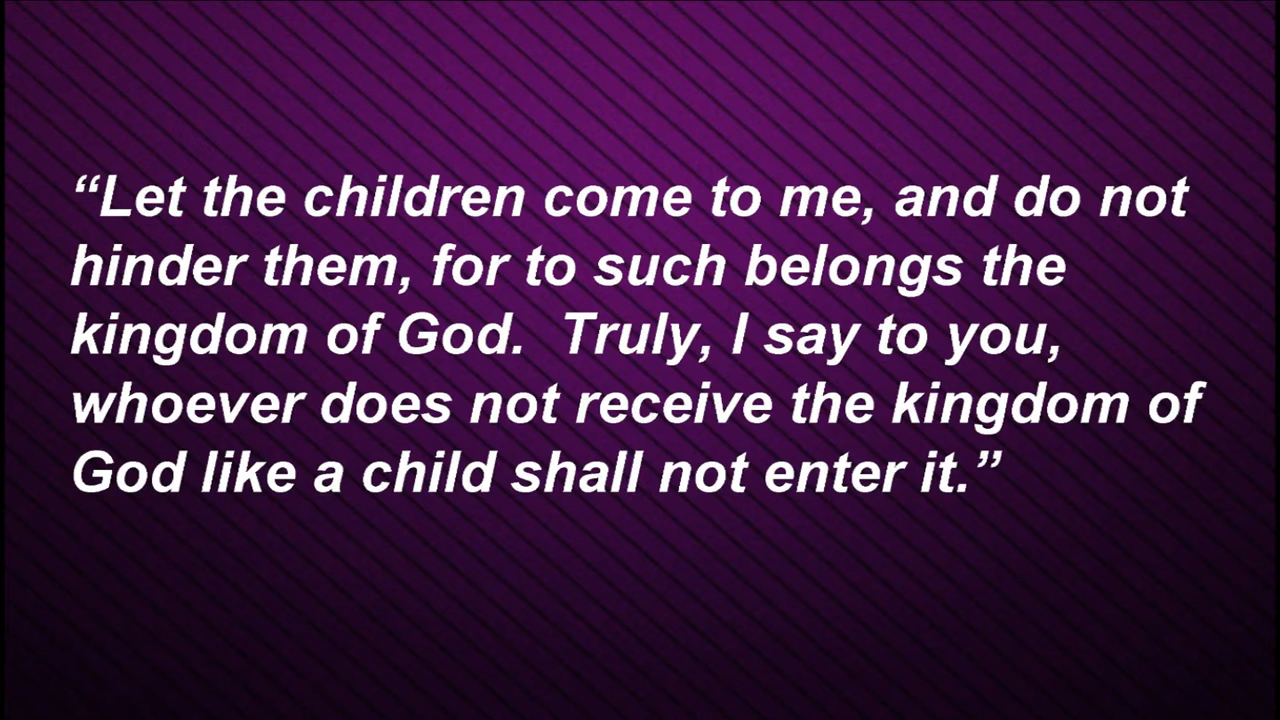 “Let the children come to me, and do not
hinder them, for to such belongs the
kingdom of God.  Truly, I say to you,
whoever does not receive the kingdom of
God like a child shall not enter it.”